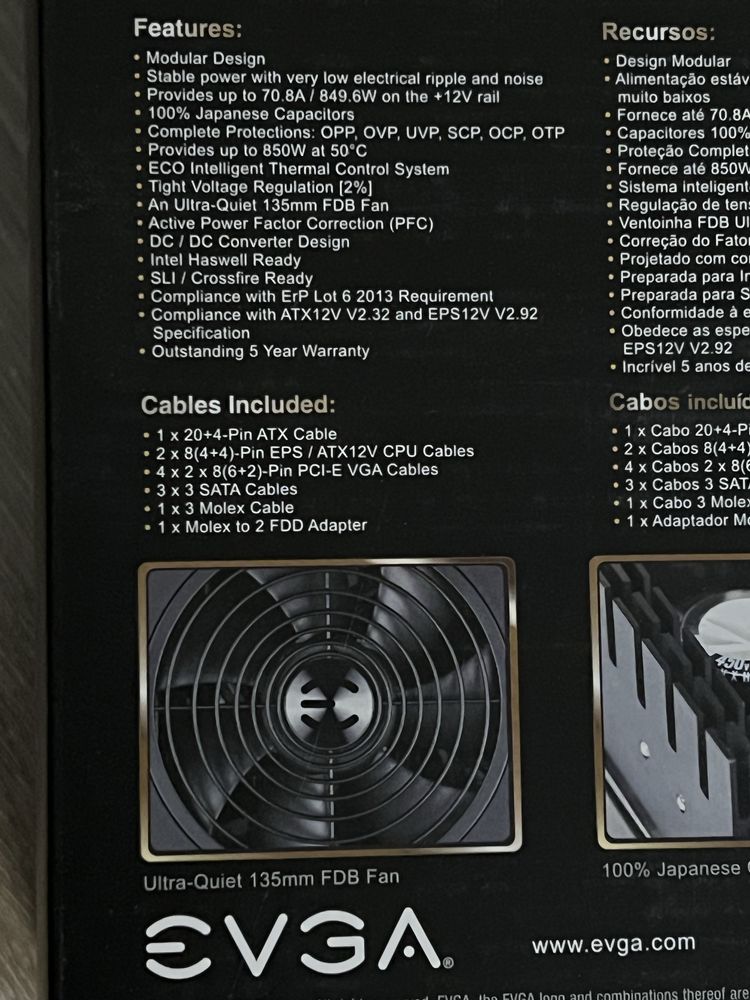 Features:
• Modular Design
• Stable power with very low electrical ripple and noise
• Provides up to 70.8A / 849.6W on the +12V rail
• 100% Japanese Capacitors
• Complete Protections: OPP, OVP, UVP, SCP, OCP, OTP
• Provides up to 850W at 50°C
• ECO Intelligent Thermal Control System
• Tight Voltage Regulation [2%]
• An Ultra-Quiet 135mm FDB Fan
• Active Power Factor Correction (PFC)
• DC / DC Converter Design
• Intel Haswell Ready
• SLI / Crossfire Ready
• Compliance with ErP Lot 6 2013 Requirement
• Compliance with ATX12V V2.32 and EPS12V V2.92
Specification
• Outstanding 5 Year Warranty
Cables Included:
• 1 x 20+4-Pin ATX Cable
• 2 x 8(4+4)-Pin EPS / ATX12V CPU Cables
• 4 x 2 x 8(6+2)-Pin PCI-E VGA Cables
• 3 x 3 SATA Cables
• 1 x 3 Molex Cable
• 1 x Molex to 2 FDD Adapter
Ultra-Quiet 135mm FDB Fan
Recursos:
• Design Modular
• Alimentação estáv
muito baixos
• Fornece até 70.8A
• Capacitores 100%
• Proteção Complet
• Fornece até 850W
• Sistema inteligent
• Regulação de ten
• Ventoinha FDB Ul
• Correção do Fator
• Projetado com co
• Preparada para In
• Preparada para S
• Conformidade à e
• Obedece as espe
EPS12V V2.92
• Incrível 5 anos de
Cabos incluíd
• 1 x Cabo 20+4-Pi
• 2 x Cabos 8(4+4)
• 4 x Cabos 2 x 8(6
• 3 x Cabos 3 SATA
• 1 x Cabo 3 Molex
• 1 x Adaptador Mo
100% Japanese
EVGA®
www.evga.com
EVGA, the EVGA logo and combinations thereof are